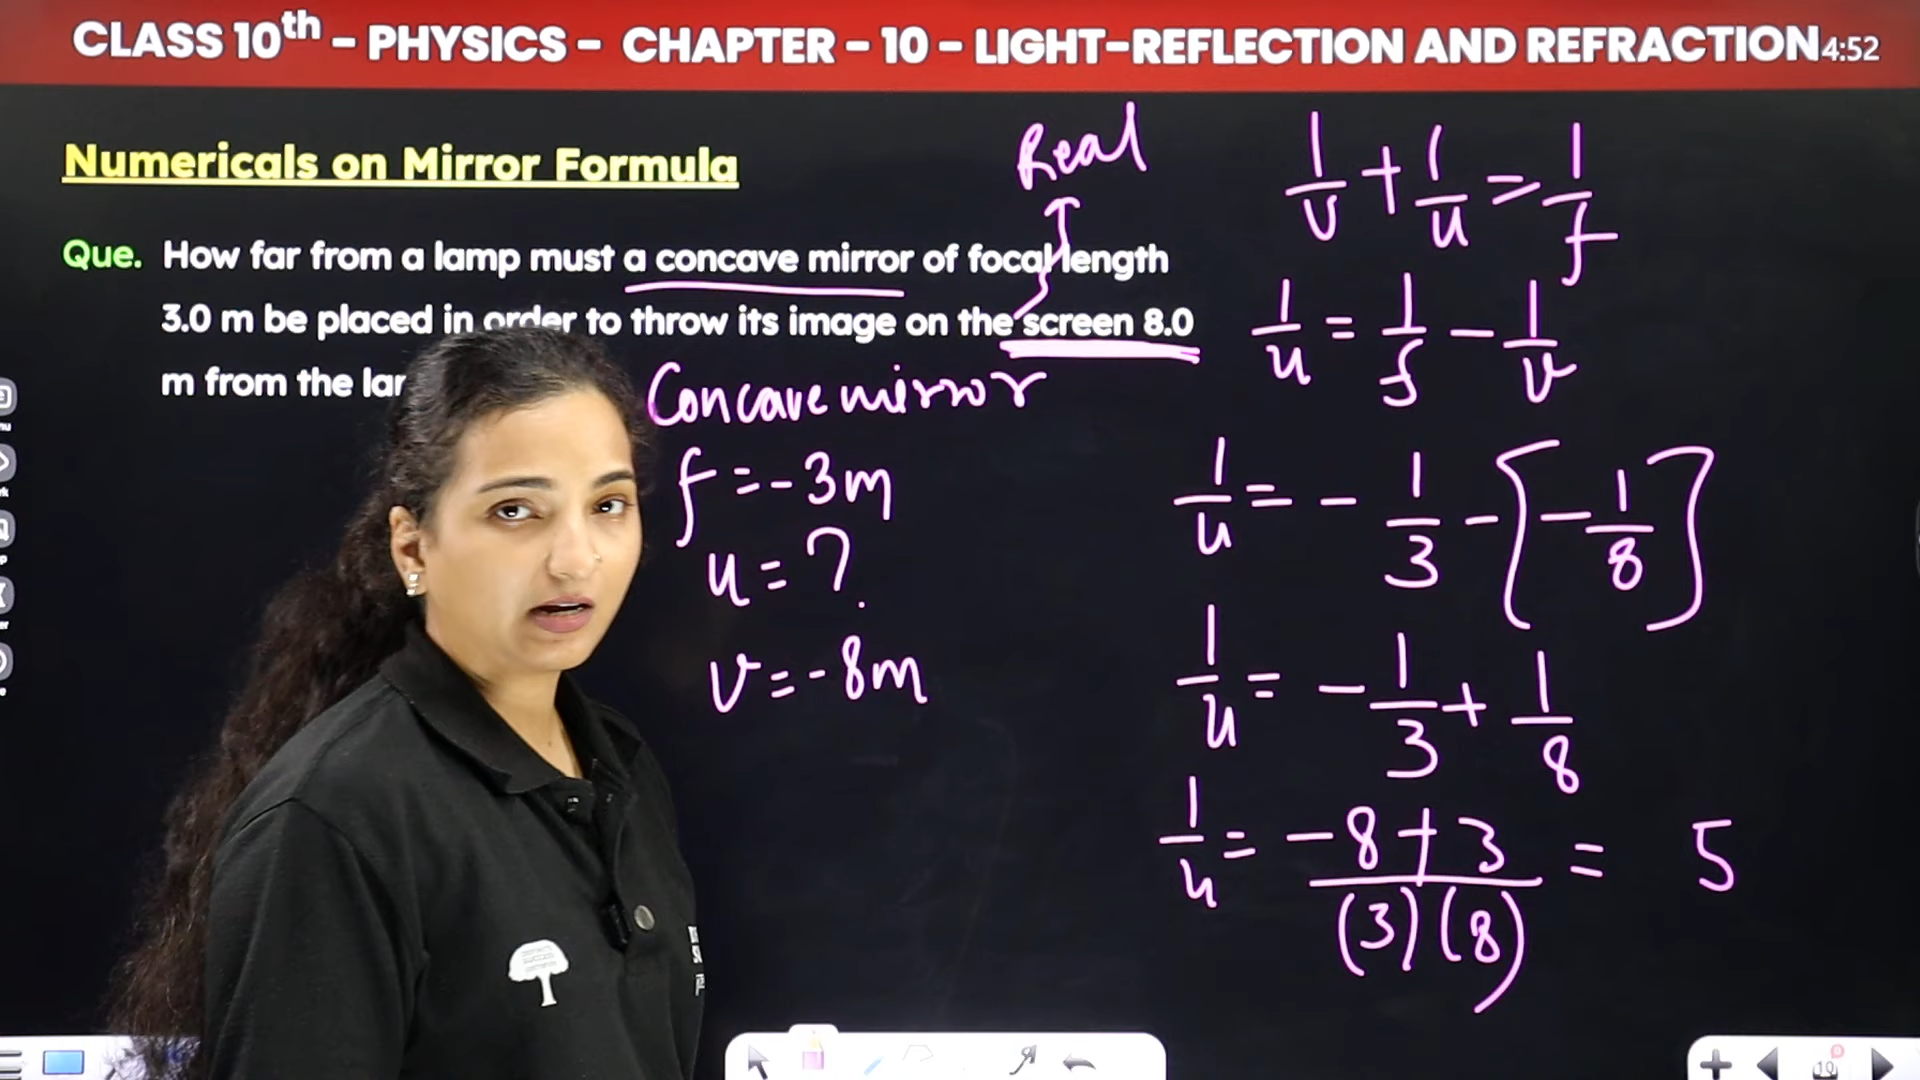 CLASS 10th - PHYSICS - CHAPTER - 10 - LIGHT-REFLECTION AND REFRACTION
4:52
Numericals on Mirror Formula
Real
Que. How far from a lamp must a concave mirror of focal length
3.0 m be placed in order to throw its image on the screen 8.0
m from the lar
Concave mirror
f = -3m
u = ?
v = -8m
1/v + 1/u = 1/f
1/u = 1/f - 1/v
1/u = - 1/3 - [-1/8]
1/u = - 1/3 + 1/8
1/u = -8+3/(3)(8) = 5
10